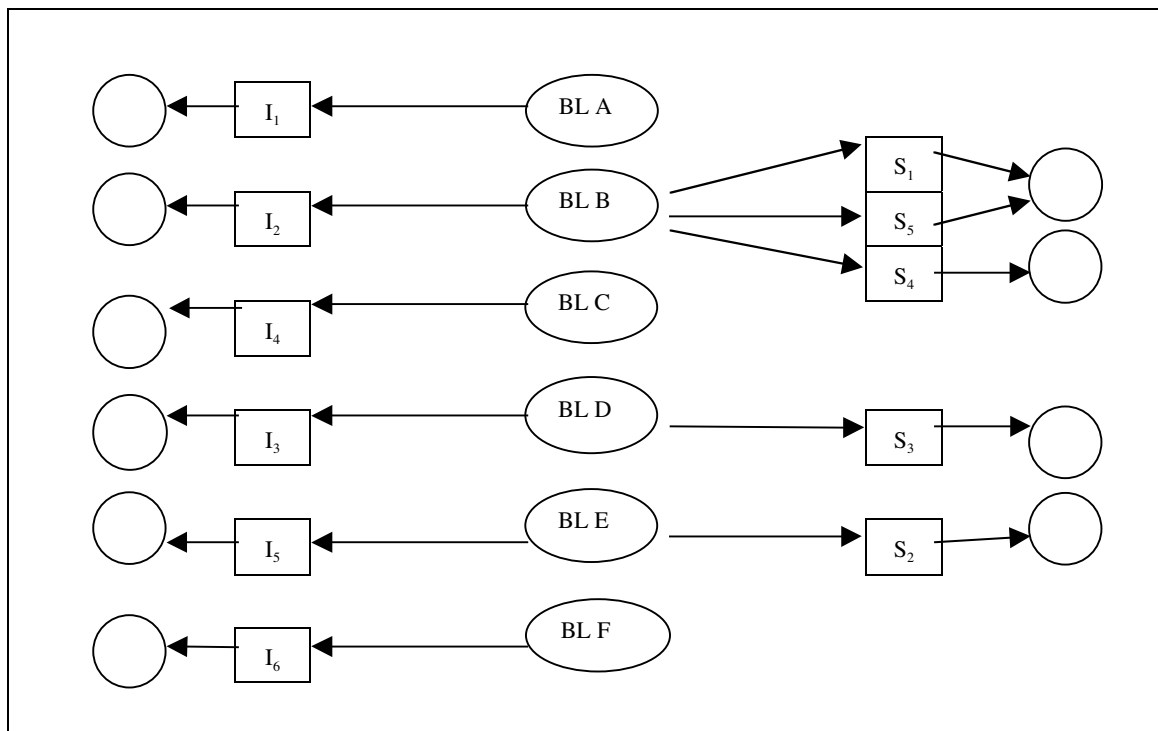 I₁ BL A
S₁
I₂ BL B
S₅
S₄
I₄ BL C
I₃ BL D S₃
I₅ BL E S₂
I₆ BL F